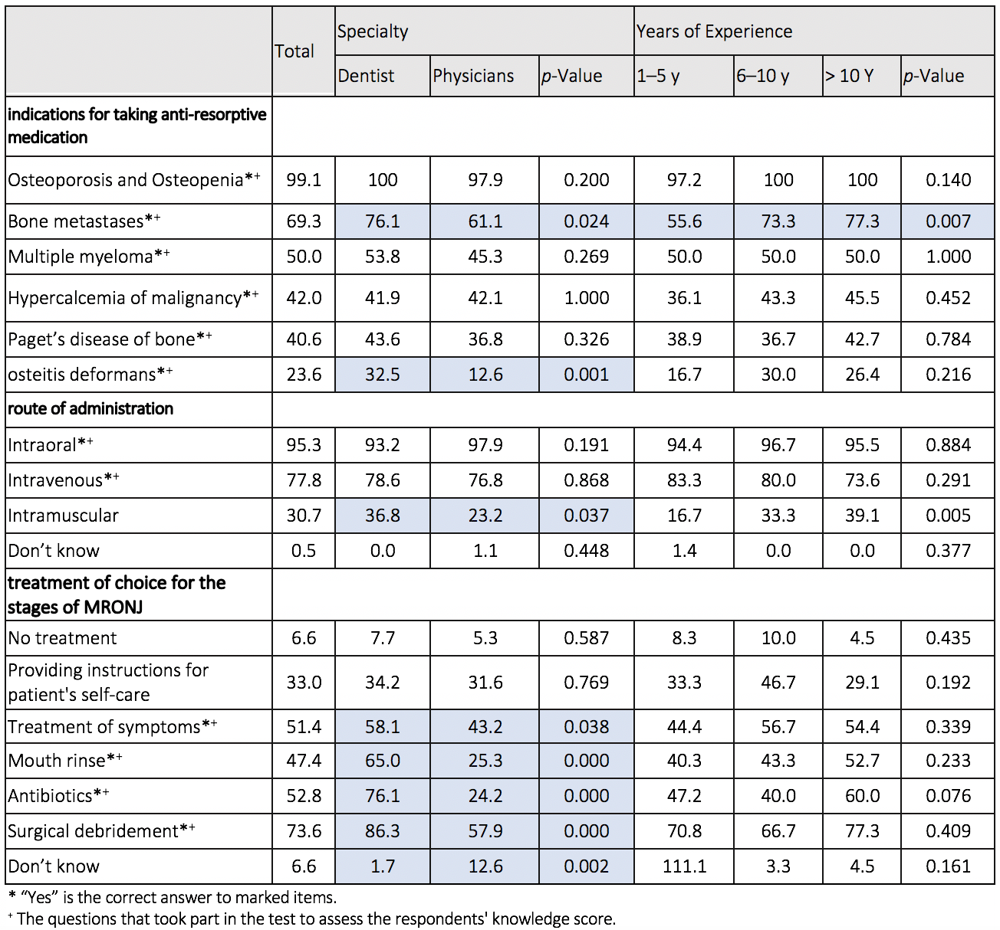 Total Specialty Years of Experience
Dentist Physicians p-Value 1–5 y 6–10 y > 10 Y p-Value
indications for taking anti-resorptive
medication
Osteoporosis and Osteopenia*⁺ 99.1 100 97.9 0.200 97.2 100 100 0.140
Bone metastases*⁺ 69.3 76.1 61.1 0.024 55.6 73.3 77.3 0.007
Multiple myeloma*⁺ 50.0 53.8 45.3 0.269 50.0 50.0 50.0 1.000
Hypercalcemia of malignancy*⁺ 42.0 41.9 42.1 1.000 36.1 43.3 45.5 0.452
Paget’s disease of bone*⁺ 40.6 43.6 36.8 0.326 38.9 36.7 42.7 0.784
osteitis deformans*⁺ 23.6 32.5 12.6 0.001 16.7 30.0 26.4 0.216
route of administration
Intraoral*⁺ 95.3 93.2 97.9 0.191 94.4 96.7 95.5 0.884
Intravenous*⁺ 77.8 78.6 76.8 0.868 83.3 80.0 73.6 0.291
Intramuscular 30.7 36.8 23.2 0.037 16.7 33.3 39.1 0.005
Don’t know 0.5 0.0 1.1 0.448 1.4 0.0 0.0 0.377
treatment of choice for the
stages of MRONJ
No treatment 6.6 7.7 5.3 0.587 8.3 10.0 4.5 0.435
Providing instructions for
patient's self-care 33.0 34.2 31.6 0.769 33.3 46.7 29.1 0.192
Treatment of symptoms*⁺ 51.4 58.1 43.2 0.038 44.4 56.7 54.4 0.339
Mouth rinse*⁺ 47.4 65.0 25.3 0.000 40.3 43.3 52.7 0.233
Antibiotics*⁺ 52.8 76.1 24.2 0.000 47.2 40.0 60.0 0.076
Surgical debridement*⁺ 73.6 86.3 57.9 0.000 70.8 66.7 77.3 0.409
Don’t know 6.6 1.7 12.6 0.002 111.1 3.3 4.5 0.161
* “Yes” is the correct answer to marked items.
⁺ The questions that took part in the test to assess the respondents' knowledge score.